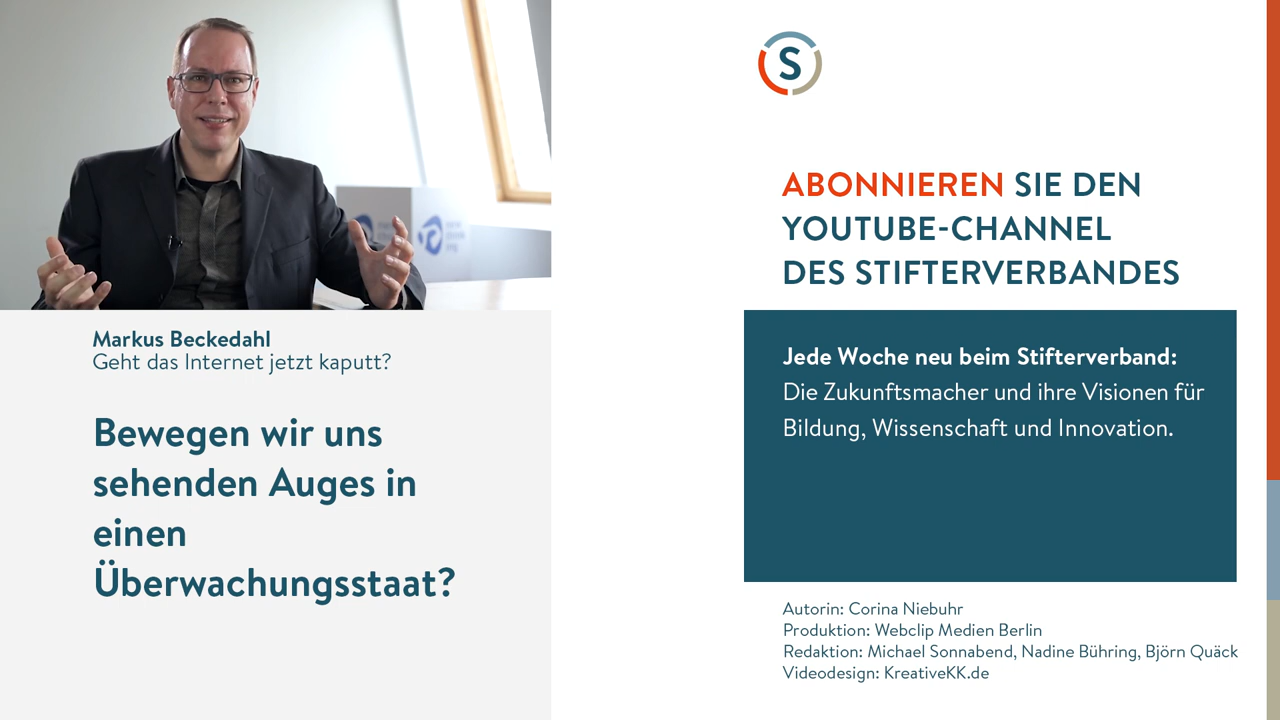 Markus Beckedahl
Geht das Internet jetzt kaputt?
Bewegen wir uns
sehenden Auges in
einen
Überwachungsstaat?
S
ABONNIEREN SIE DEN
YOUTUBE-CHANNEL
DES STIFTERVERBANDES
Jede Woche neu beim Stifterverband:
Die Zukunftsmacher und ihre Visionen für
Bildung, Wissenschaft und Innovation.
Autorin: Corina Niebuhr
Produktion: Webclip Medien Berlin
Redaktion: Michael Sonnabend, Nadine Bühring, Björn Quäck
Videodesign: KreativeKK.de